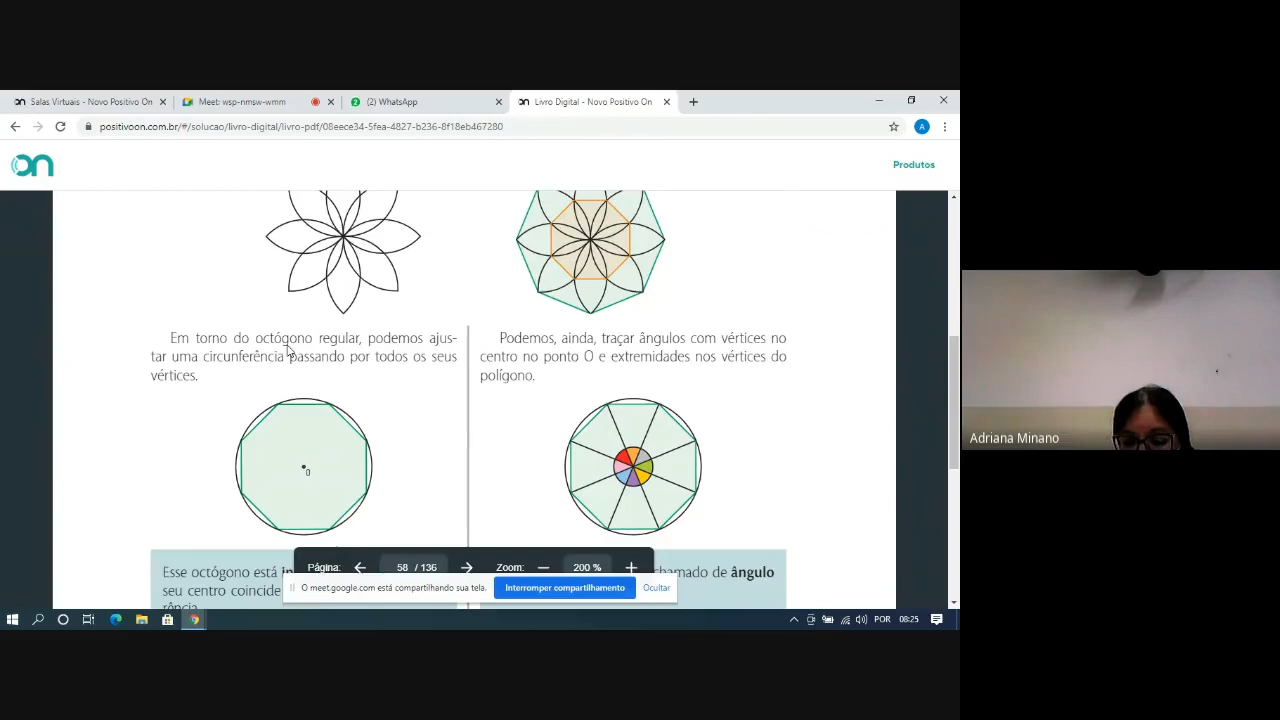 Salas Virtuais - Novo Positivo On
Meet: wsp-nmsw-wmm
(2) WhatsApp
Livro Digital - Novo Positivo On
positivoon.com.br/#/solucao/livro-digital/livro-pdf/08eece34-5fea-4827-b236-8f18eb467280
A
on
Produtos
Em torno do octógono regular, podemos ajus-
tar uma circunferência passando por todos os seus
vértices.
Podemos, ainda, traçar ângulos com vértices no
centro no ponto O e extremidades nos vértices do
polígono.
0
Esse octógono está
seu centro coincide
rência
chamado de ângulo
Página: 58 / 136 Zoom: 200 %
O meet.google.com está compartilhando sua tela.
Interromper compartilhamento
Ocultar
POR 08:25
Adriana Minano